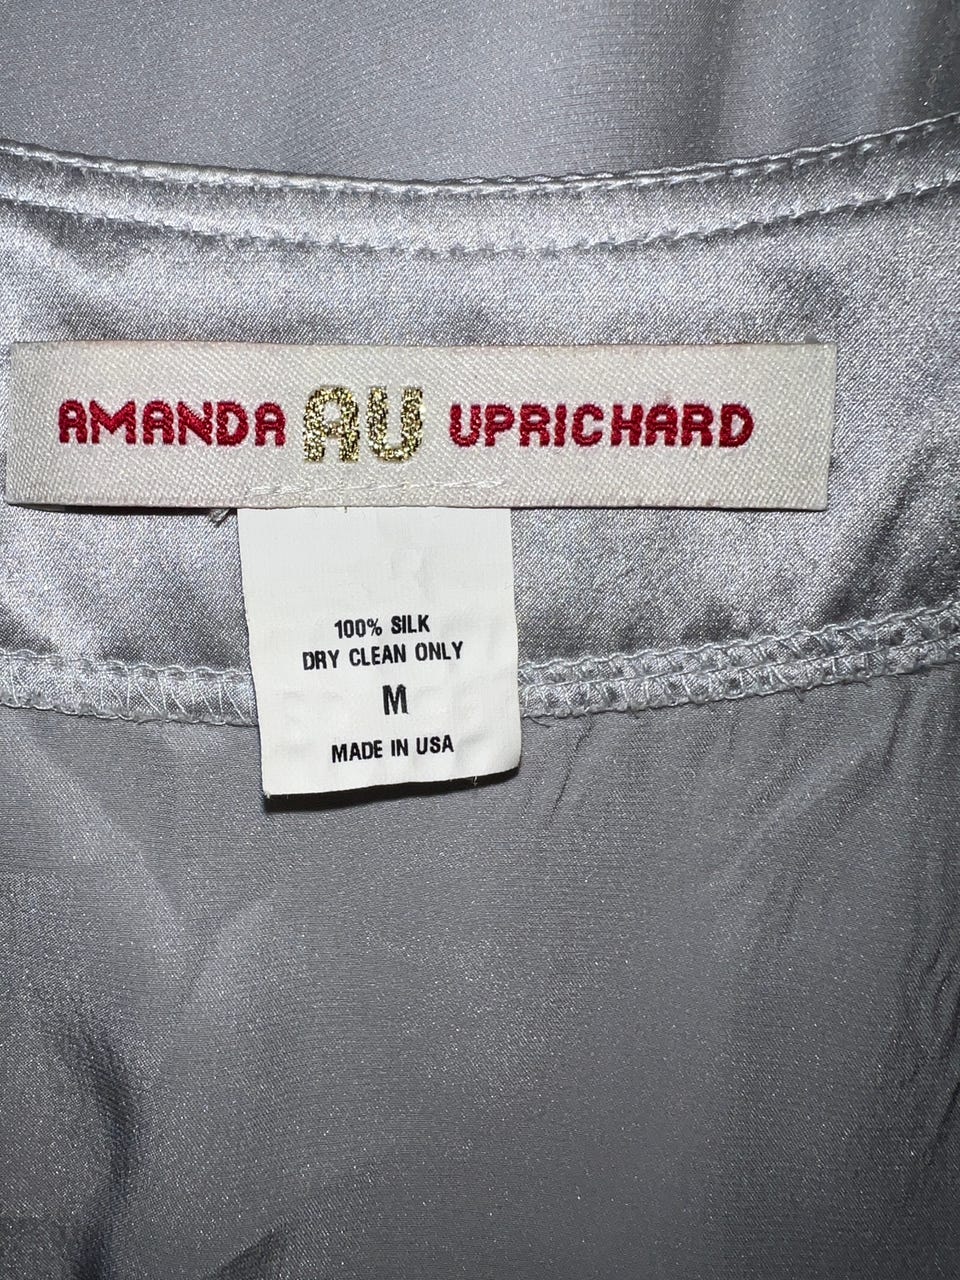 AMANDA AU UPRICHARD
100% SILK
DRY CLEAN ONLY
M
MADE IN USA